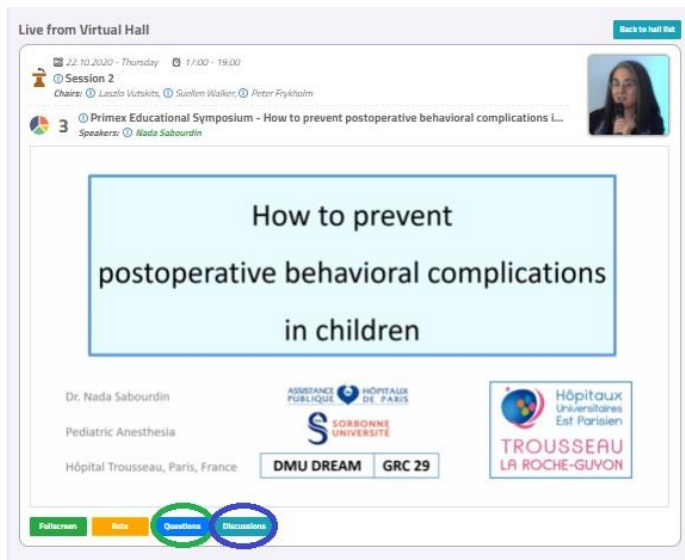 Live from Virtual Hall
Back to hall list
22.10.2020 - Thursday 17:00 - 19:00
Session 2
Chairs: Laszlo Vutskits, Suellen Walker, Peter Frykholm
3 Primex Educational Symposium - How to prevent postoperative behavioral complications i...
Speakers: Nada Sabourdin
How to prevent
postoperative behavioral complications
in children
Dr. Nada Sabourdin
Pediatric Anesthesia
Hôpital Trousseau, Paris, France
ASSISTANCE HÔPITAUX
PUBLIQUE DE PARIS
SORBONNE
UNIVERSITÉ
DMU DREAM GRC 29
Hôpitaux
Universitaires
Est Parisien
TROUSSEAU
LA ROCHE-GUYON
Fullscreen Rate Questions Discussions